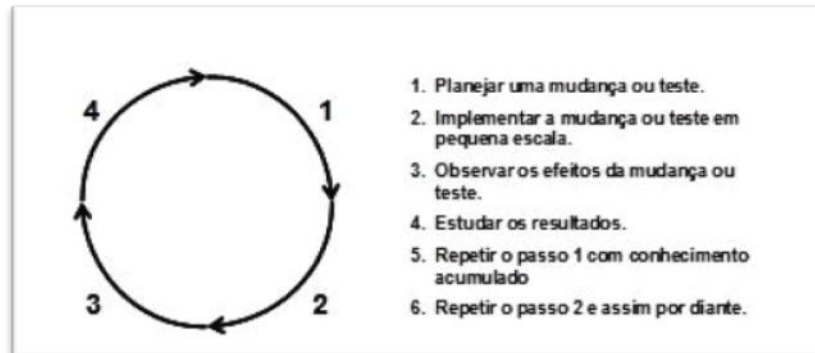 4
1
3
2
1. Planejar uma mudança ou teste.
2. Implementar a mudança ou teste em
pequena escala.
3. Observar os efeitos da mudança ou
teste.
4. Estudar os resultados.
5. Repetir o passo 1 com conhecimento
acumulado
6. Repetir o passo 2 e assim por diante.